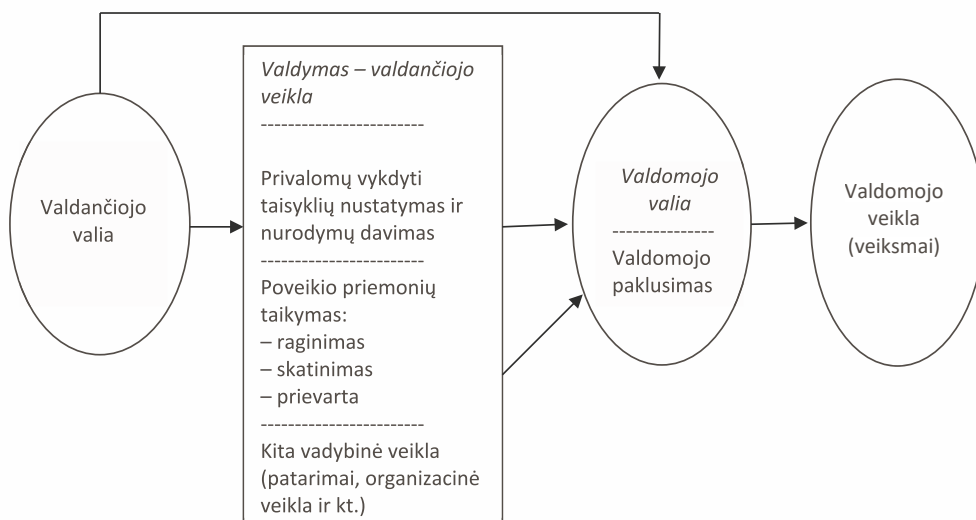 Valdančiojo
valia
Valdymas – valdančiojo
veikla
------------------------
Privalomų vykdyti
taisyklių nustatymas ir
nurodymų davimas
------------------------
Poveikio priemonių
taikymas:
– raginimas
– skatinimas
– prievarta
------------------------
Kita vadybinė veikla
(patarimai, organizacinė
veikla ir kt.)
Valdomojo
valia
---------------
Valdomojo
paklusimas
Valdomojo
veikla
(veiksmai)